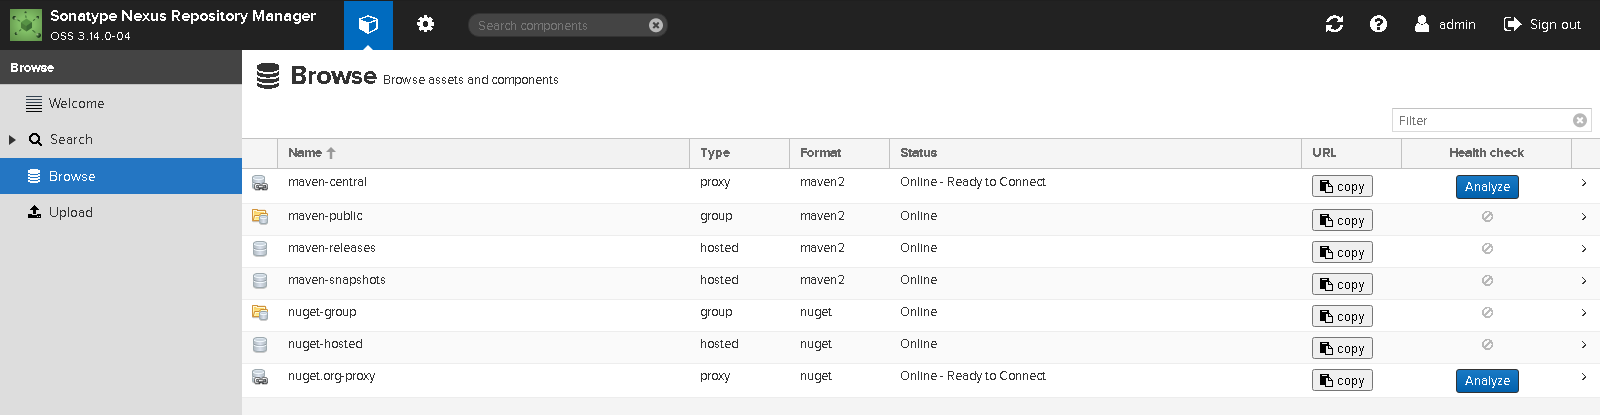 Sonatype Nexus Repository Manager
OSS 3.14.0-04
Search components
admin
Sign out
Browse
Welcome
Search
Browse
Upload
Browse Browse assets and components
Filter
Name Type Format Status URL Health check
maven-central proxy maven2 Online - Ready to Connect copy Analyze
maven-public group maven2 Online copy
maven-releases hosted maven2 Online copy
maven-snapshots hosted maven2 Online copy
nuget-group group nuget Online copy
nuget-hosted hosted nuget Online copy
nuget.org-proxy proxy nuget Online - Ready to Connect copy Analyze